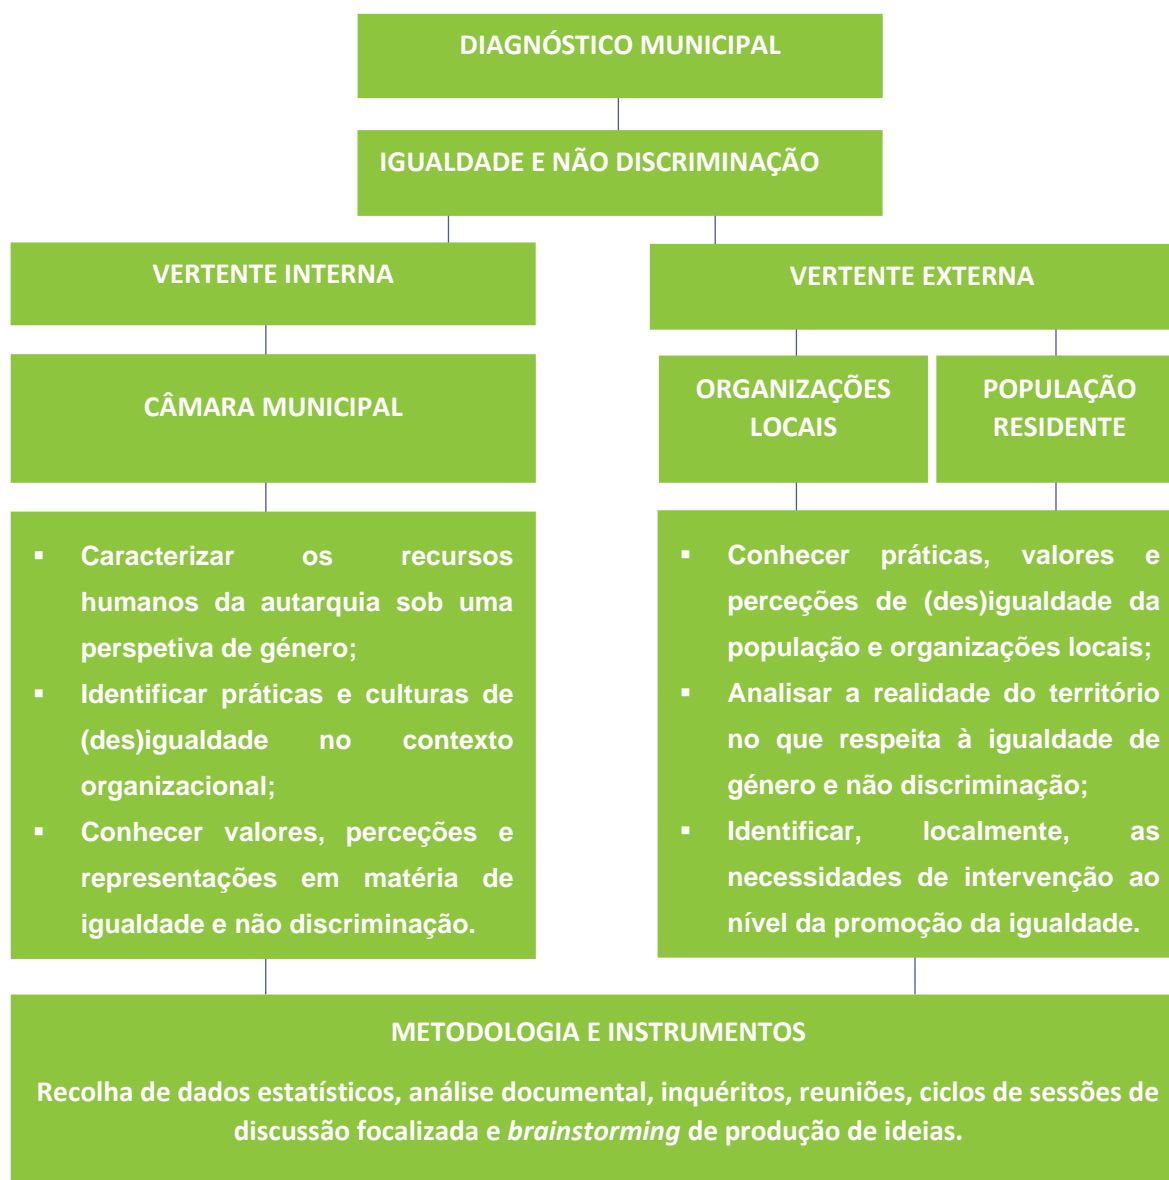 DIAGNÓSTICO MUNICIPAL
IGUALDADE E NÃO DISCRIMINAÇÃO
VERTENTE INTERNA
VERTENTE EXTERNA
CÂMARA MUNICIPAL
ORGANIZAÇÕES
LOCAIS
POPULAÇÃO
RESIDENTE
▪ Caracterizar os recursos
humanos da autarquia sob uma
perspetiva de género;
▪ Identificar práticas e culturas de
(des)igualdade no contexto
organizacional;
▪ Conhecer valores, perceções e
representações em matéria de
igualdade e não discriminação.
▪ Conhecer práticas, valores e
perceções de (des)igualdade da
população e organizações locais;
▪ Analisar a realidade do território
no que respeita à igualdade de
género e não discriminação;
▪ Identificar, localmente, as
necessidades de intervenção ao
nível da promoção da igualdade.
METODOLOGIA E INSTRUMENTOS
Recolha de dados estatísticos, análise documental, inquéritos, reuniões, ciclos de sessões de
discussão focalizada e brainstorming de produção de ideias.